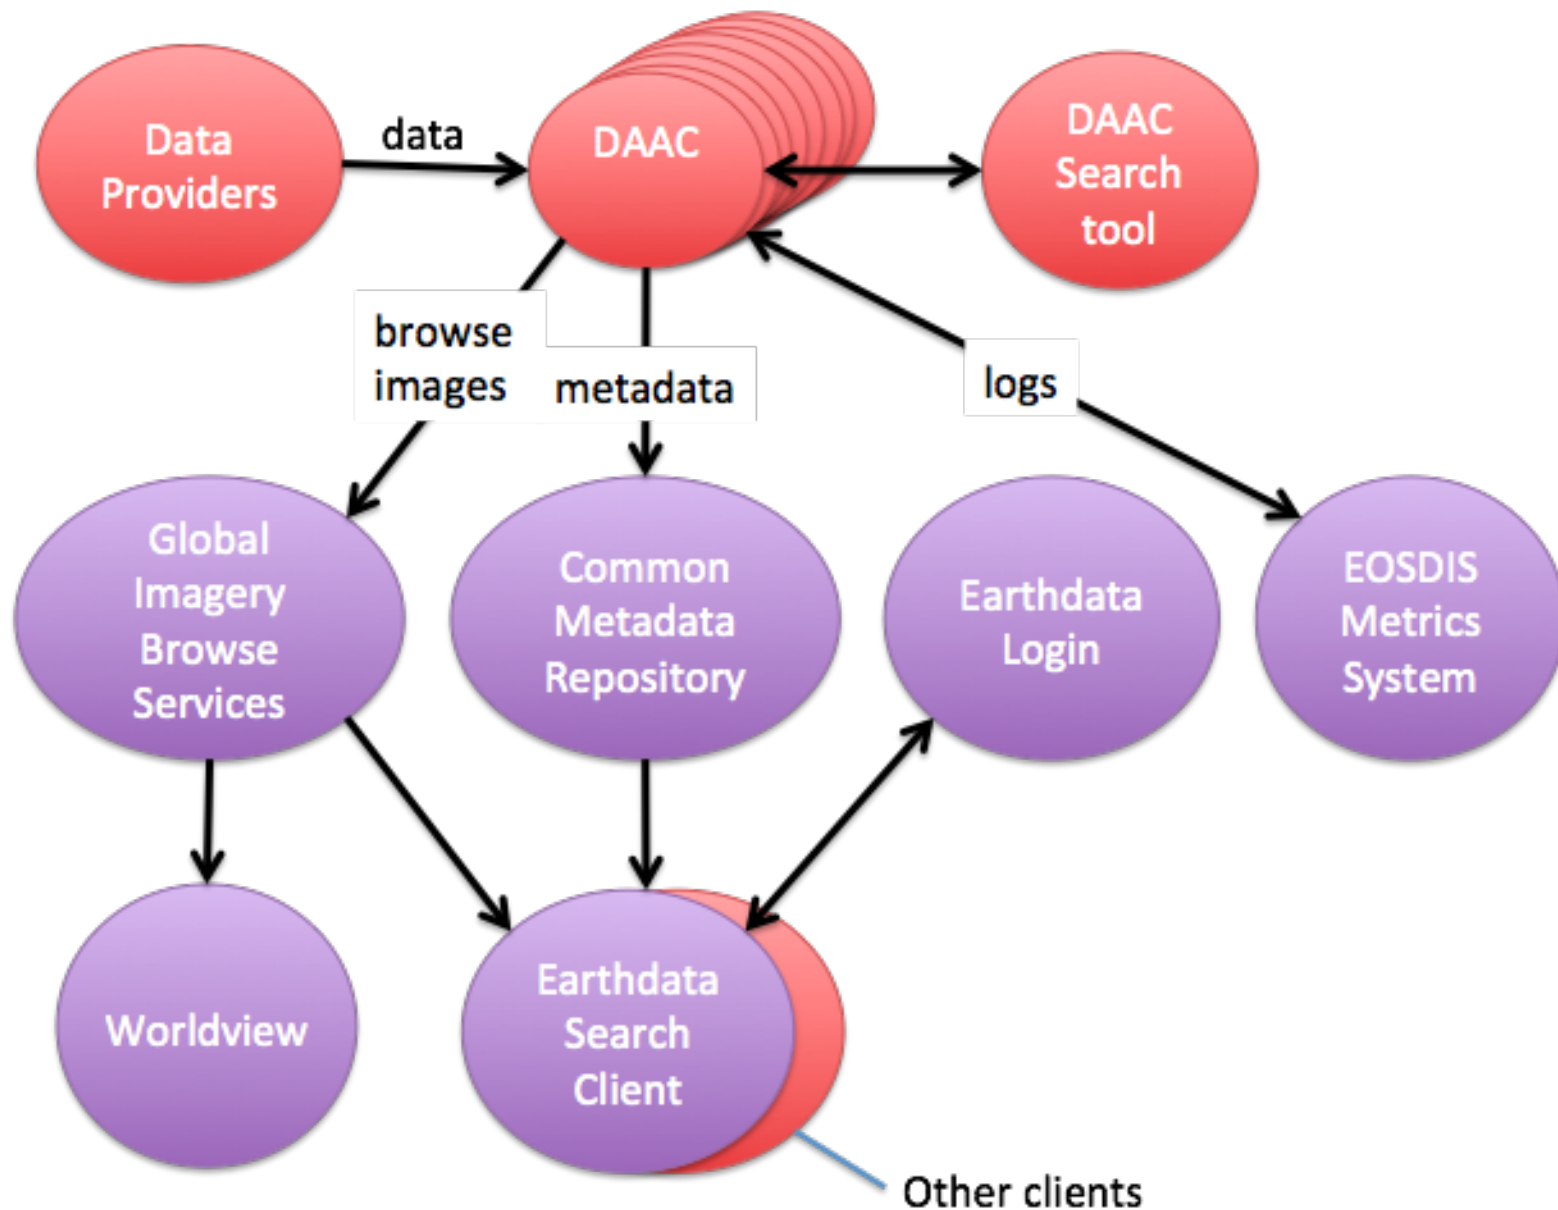 Data
Providers
data
DAAC
DAAC
Search
tool
browse
images
metadata
logs
Global
Imagery
Browse
Services
Common
Metadata
Repository
Earthdata
Login
EOSDIS
Metrics
System
Worldview
Earthdata
Search
Client
Other clients